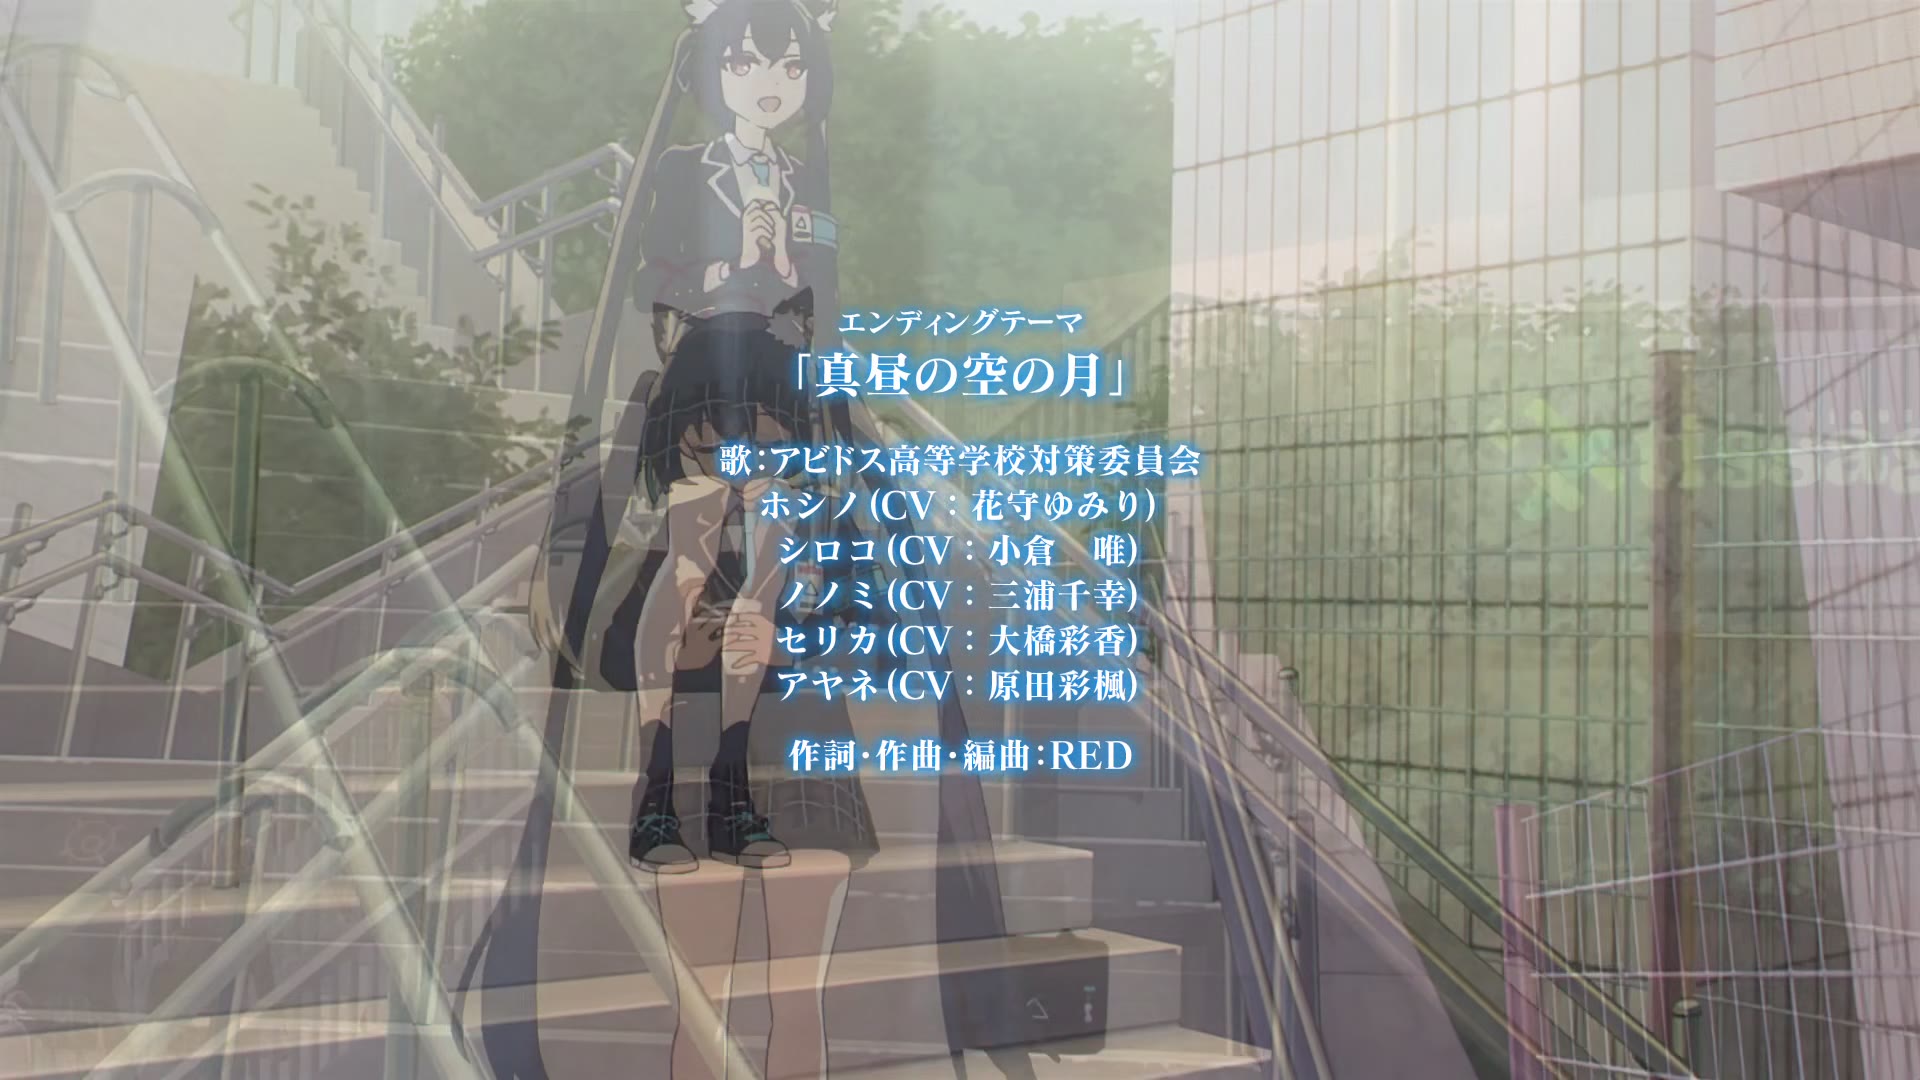 エンディングテーマ
「真昼の空の月」
歌：アビドス高等学校対策委員会
ホシノ(CV：花守ゆみり)
シロコ(CV：小倉　唯)
ノノミ(CV：三浦千幸)
セリカ(CV：大橋彩香)
アヤネ(CV：原田彩楓)
作詞・作曲・編曲：RED